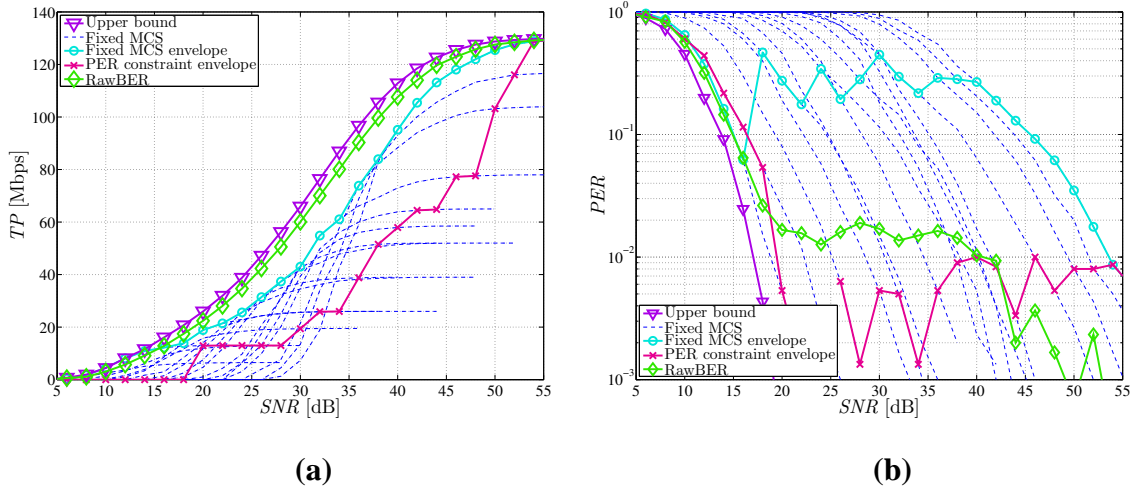 140
120
100
80
60
40
20
0
TP [Mbps]
Upper bound
Fixed MCS
Fixed MCS envelope
PER constraint envelope
RawBER
5 10 15 20 25 30 35 40 45 50 55
SNR [dB]
(a)
10^0
10^-1
10^-2
10^-3
PER
Upper bound
Fixed MCS
Fixed MCS envelope
PER constraint envelope
RawBER
5 10 15 20 25 30 35 40 45 50 55
SNR [dB]
(b)